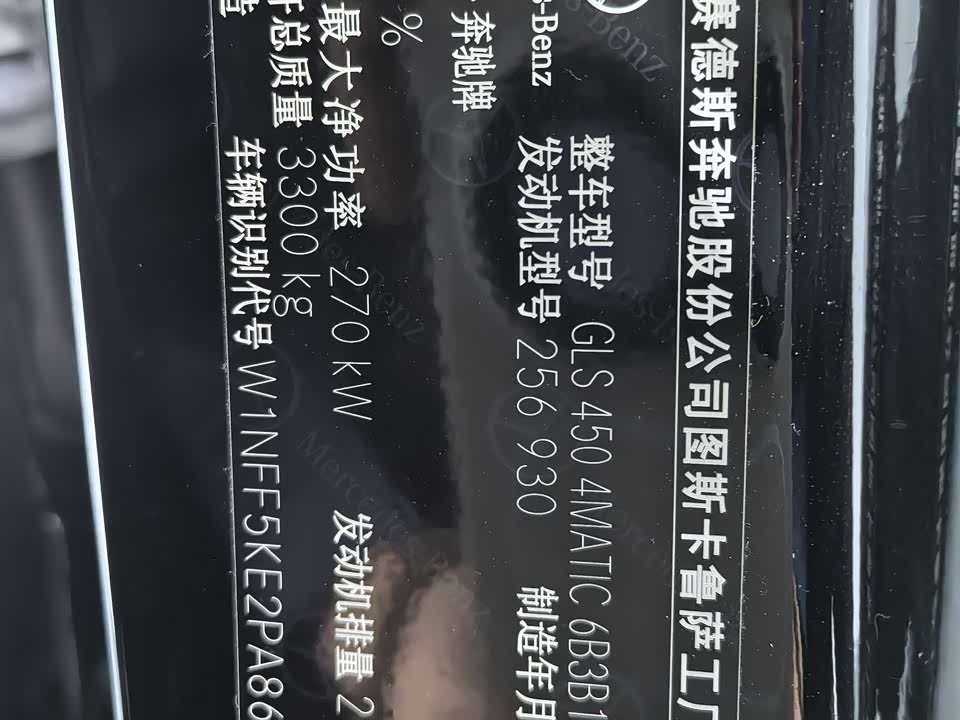 德斯奔驰股份公司图斯卡鲁萨工厂
-Benz
奔驰牌
整车型号 GLS 450 4MATIC 6B3B1
发动机型号 256 930 制造年月
%
最大净功率 270 kW 发动机排量 2
总质量 3300 kg
车辆识别代号 W1NFF5KE2PA86